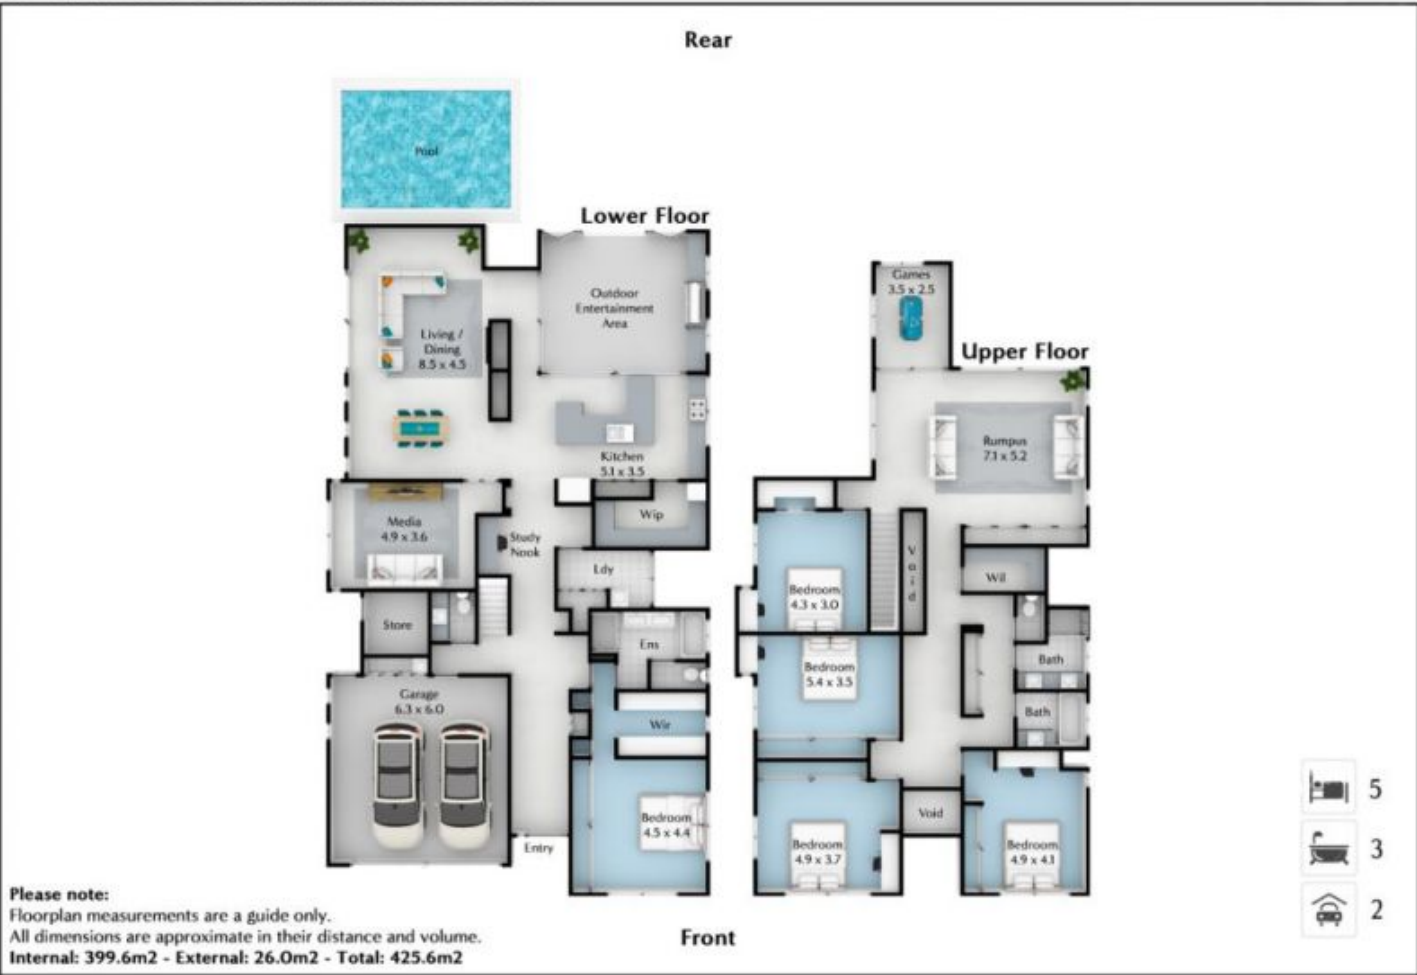 Rear
Pool
Lower Floor
Outdoor
Entertainment
Area
Living /
Dining
8.5 x 4.5
Kitchen
5.1 x 3.5
Media
4.9 x 3.6
Study
Nook
Wip
Ldy
Store
Ens
Garage
6.3 x 6.0
Wir
Bedroom
4.5 x 4.4
Entry
Games
3.5 x 2.5
Upper Floor
Rumpus
7.1 x 5.2
Void
Wil
Bedroom
4.3 x 3.0
Bedroom
5.4 x 3.5
Bath
Bath
Void
Bedroom
4.9 x 3.7
Bedroom
4.9 x 4.1
5
3
2
Please note:
Floorplan measurements are a guide only.
All dimensions are approximate in their distance and volume.
Internal: 399.6m2 - External: 26.0m2 - Total: 425.6m2
Front